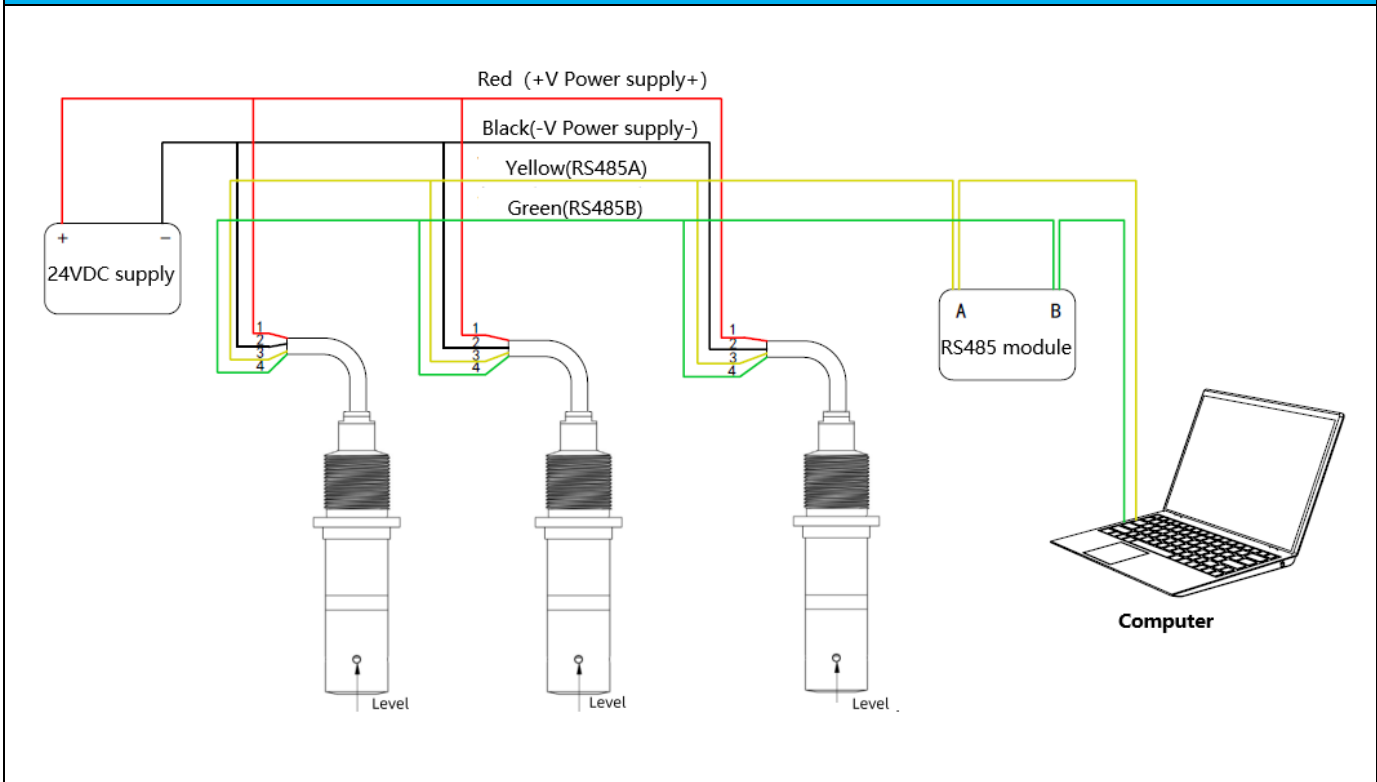 Red（+V Power supply+)
Black(-V Power supply-)
Yellow(RS485A)
Green(RS485B)
+ −
24VDC supply
A B
RS485 module
1
2
3
4
1
2
3
4
1
2
3
4
Computer
Level
Level
Level